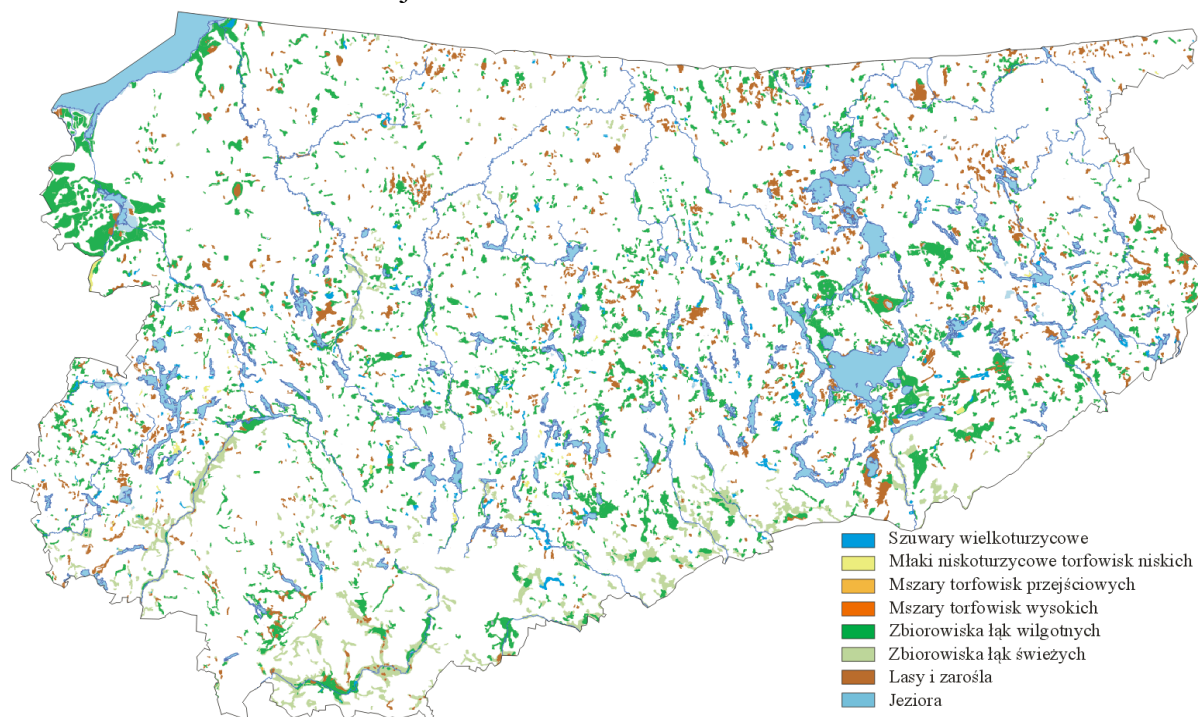 Szuwary wielkoturzycowe
Młaki niskoturzycowe torfowisk niskich
Mszary torfowisk przejściowych
Mszary torfowisk wysokich
Zbiorowiska łąk wilgotnych
Zbiorowiska łąk świeżych
Lasy i zarośla
Jeziora